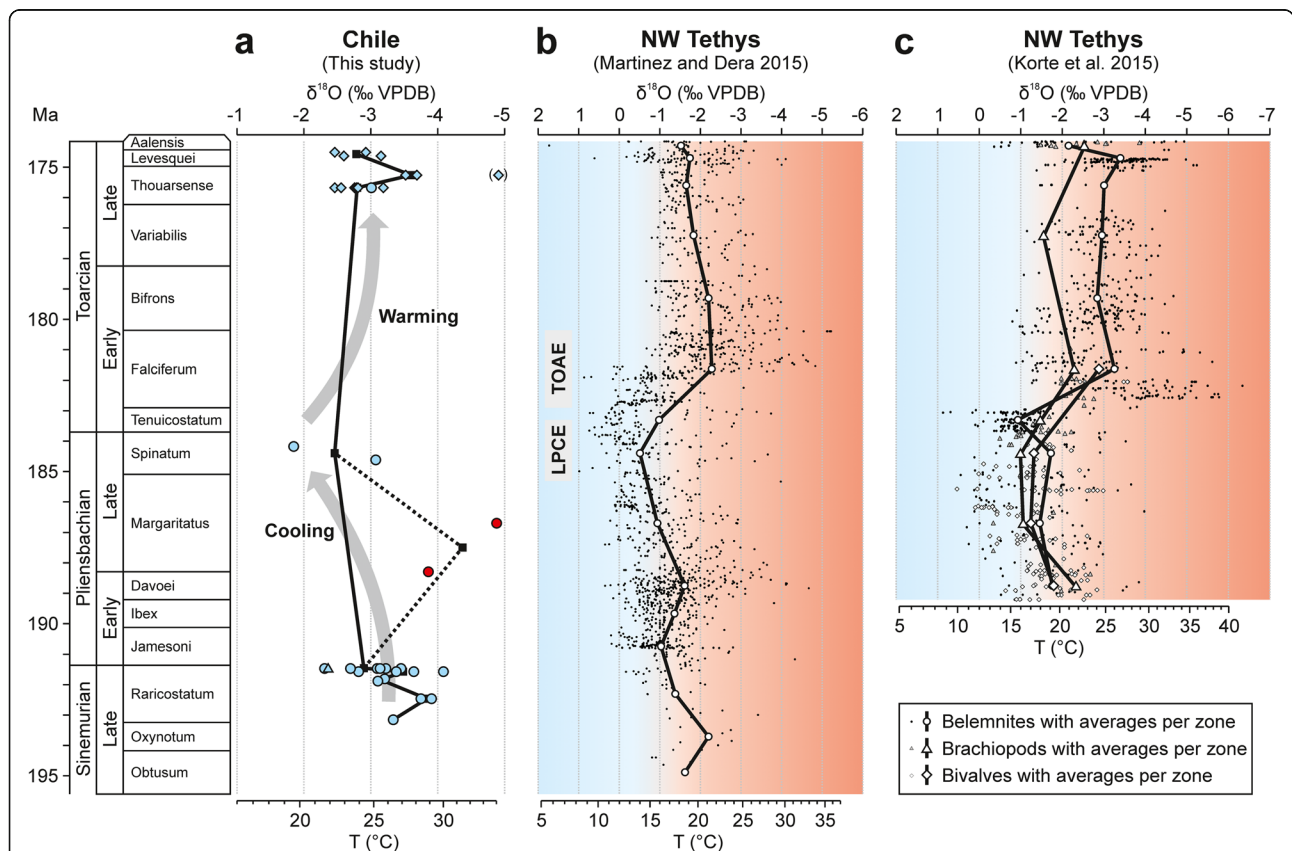 a
Chile
(This study)
δ18O (‰ VPDB)
-1 -2 -3 -4 -5
b
NW Tethys
(Martinez and Dera 2015)
δ18O (‰ VPDB)
2 1 0 -1 -2 -3 -4 -5 -6
c
NW Tethys
(Korte et al. 2015)
δ18O (‰ VPDB)
2 1 0 -1 -2 -3 -4 -5 -6 -7
Ma
175
180
185
190
195
Toarcian
Pliensbachian
Sinemurian
Late
Early
Late
Early
Late
Aalensis
Levesquei
Thouarsense
Variabilis
Bifrons
Falciferum
Tenuicostatum
Spinatum
Margaritatus
Davoei
Ibex
Jamesoni
Raricostatum
Oxynotum
Obtusum
( )
Warming
Cooling
TOAE
LPCE
20 25 30
T (°C)
5 10 15 20 25 30 35
T (°C)
5 10 15 20 25 30 35 40
T (°C)
Belemnites with averages per zone
Brachiopods with averages per zone
Bivalves with averages per zone